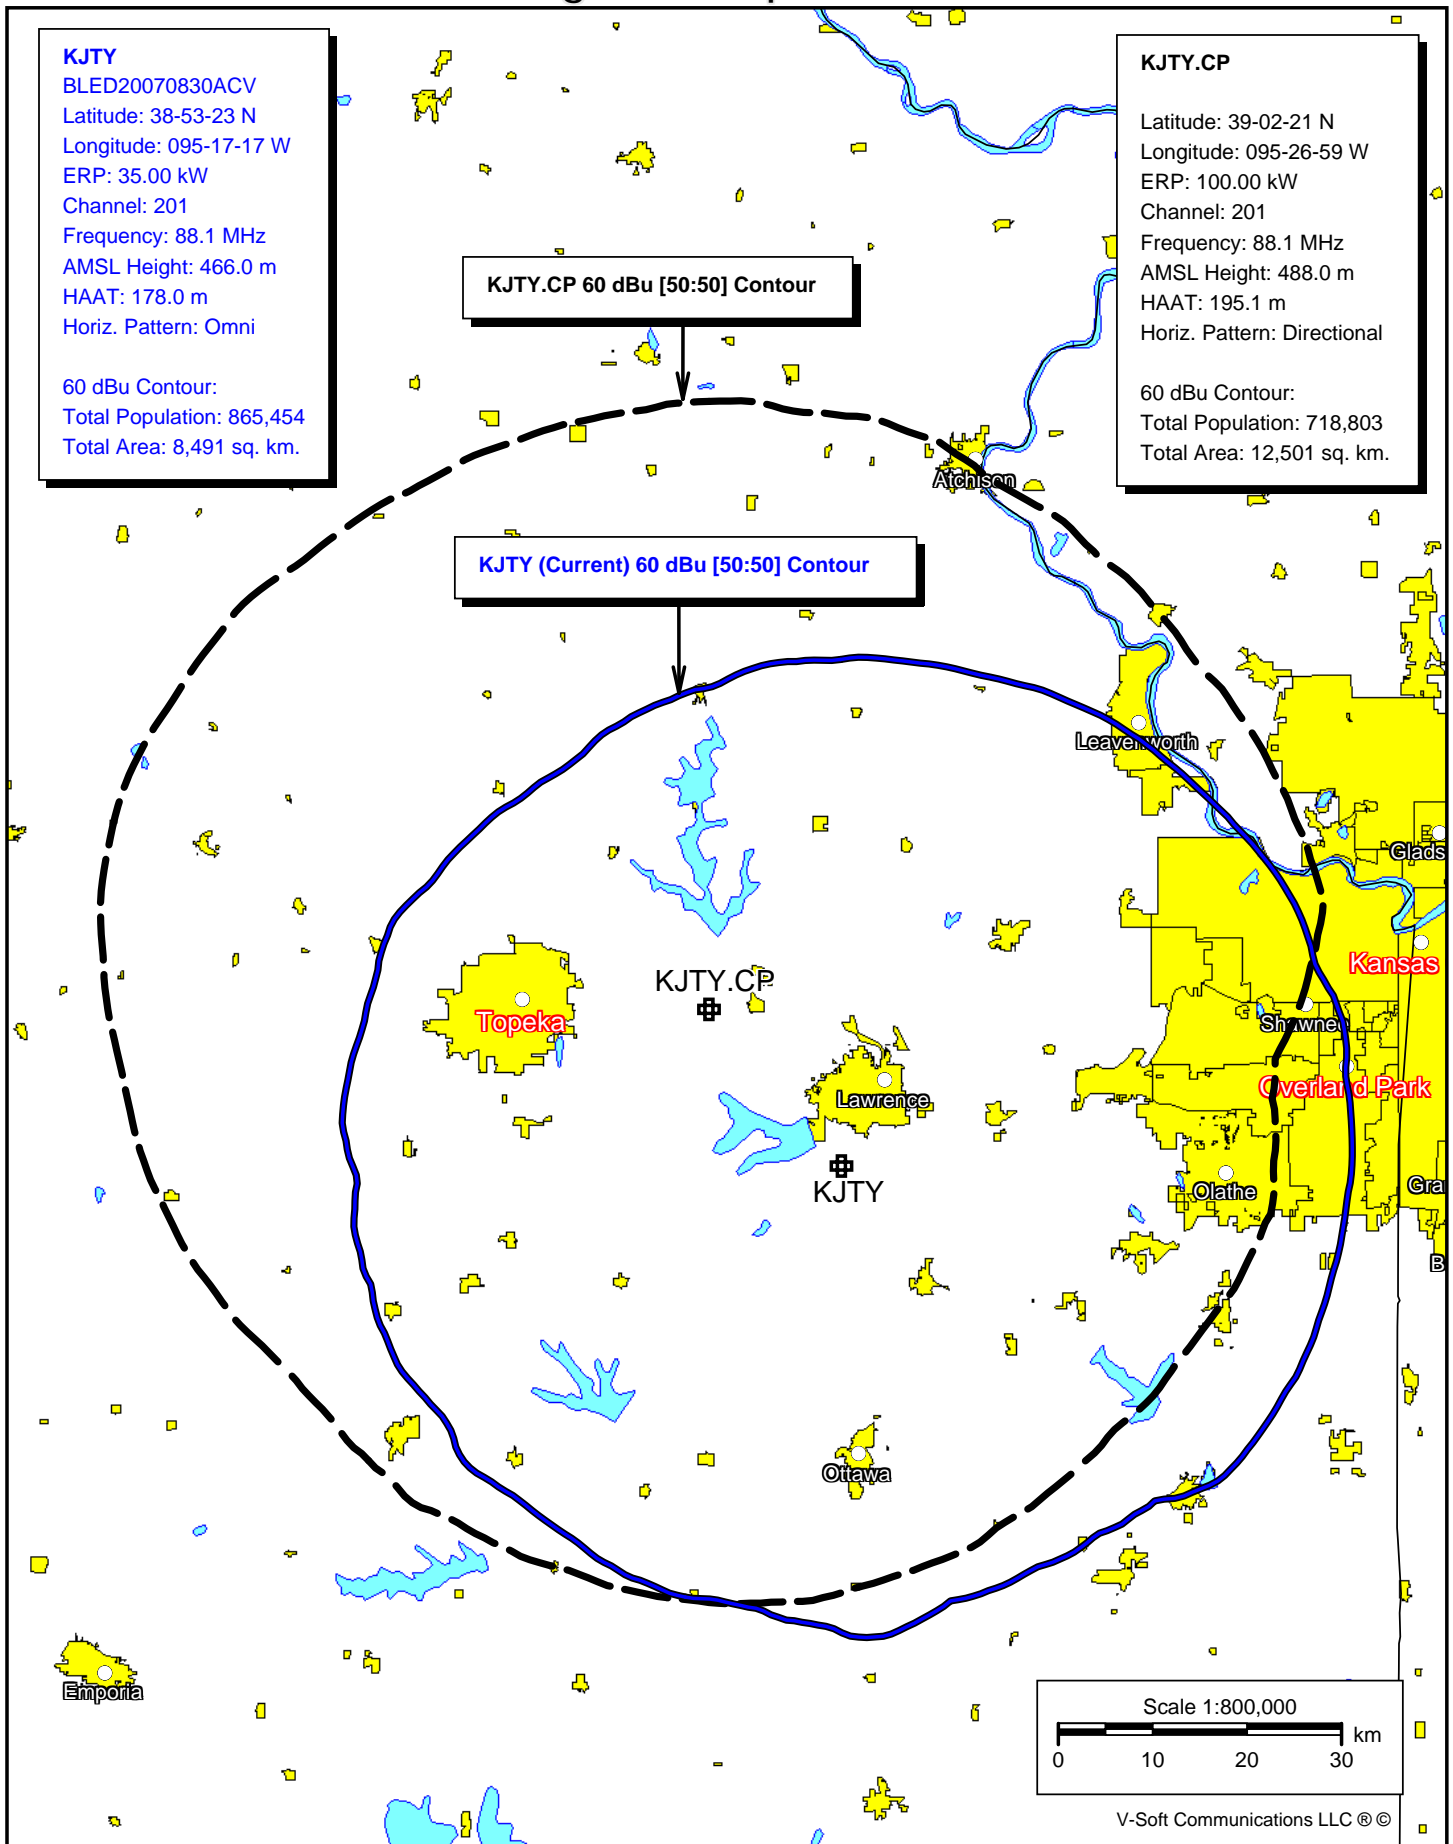 KJTY
BLED20070830ACV
Latitude: 38-53-23 N
Longitude: 095-17-17 W
ERP: 35.00 kW
Channel: 201
Frequency: 88.1 MHz
AMSL Height: 466.0 m
HAAT: 178.0 m
Horiz. Pattern: Omni
60 dBu Contour:
Total Population: 865,454
Total Area: 8,491 sq. km.
KJTY.CP
Latitude: 39-02-21 N
Longitude: 095-26-59 W
ERP: 100.00 kW
Channel: 201
Frequency: 88.1 MHz
AMSL Height: 488.0 m
HAAT: 195.1 m
Horiz. Pattern: Directional
60 dBu Contour:
Total Population: 718,803
Total Area: 12,501 sq. km.
KJTY.CP 60 dBu [50:50] Contour
Atchison
KJTY (Current) 60 dBu [50:50] Contour
Leavenworth
Glads
Kansas
KJTY.CP
Topeka
Shawnee
Overland Park
Lawrence
KJTY
Olathe
Gra
B
Ottawa
Emporia
Scale 1:800,000
km
0 10 20 30
V-Soft Communications LLC ® ©